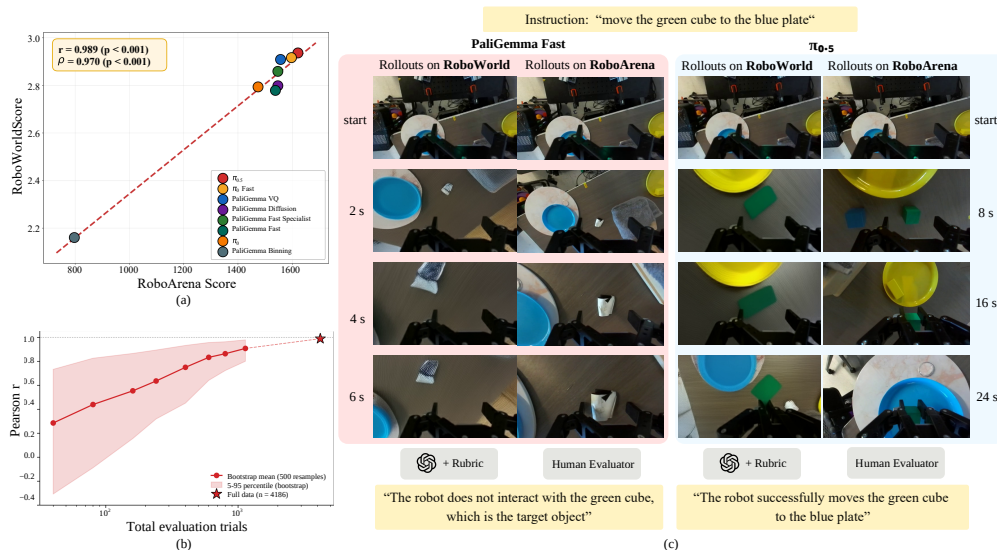 r = 0.989 (p < 0.001)
ρ = 0.970 (p < 0.001)
RoboWorldScore
3.0
2.8
2.6
2.4
2.2
π₀.₅
π₀ Fast
PaliGemma VQ
PaliGemma Diffusion
PaliGemma Fast Specialist
PaliGemma Fast
π₀
PaliGemma Binning
800
1000
1200
1400
1600
RoboArena Score
(a)
Pearson r
1.0
0.9
0.8
0.5
0.4
0.2
0.0
−0.2
−0.4
Bootstrap mean (500 resamples)
5-95 percentile (bootstrap)
Full data (n = 4186)
10²
10³
Total evaluation trials
(b)
Instruction: “move the green cube to the blue plate“
PaliGemma Fast
π₀.₅
Rollouts on RoboWorld
Rollouts on RoboArena
Rollouts on RoboWorld
Rollouts on RoboArena
start
start
2 s
8 s
4 s
16 s
6 s
24 s
+ Rubric
Human Evaluator
+ Rubric
Human Evaluator
“The robot does not interact with the green cube,
which is the target object”
“The robot successfully moves the green cube
to the blue plate”
(c)